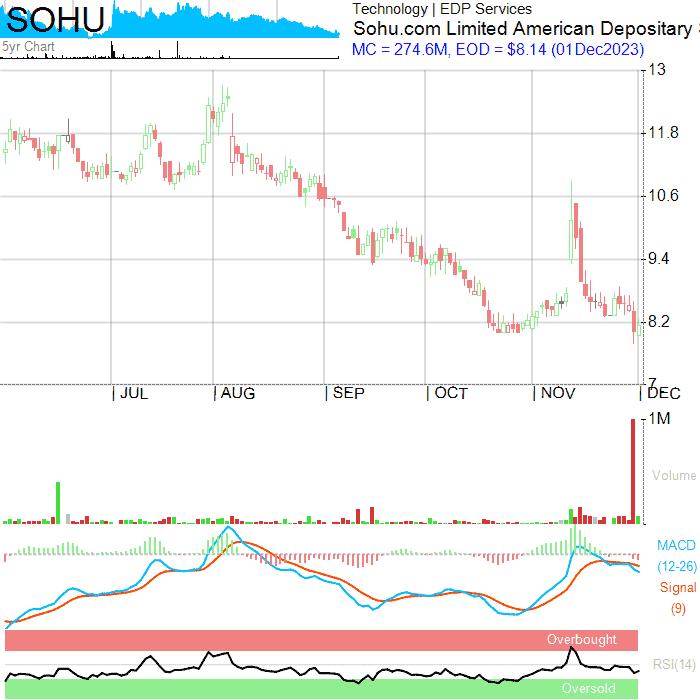 SOHU
Technology | EDP Services
Sohu.com Limited American Depositary
5yr Chart
MC = 274.6M, EOD = $8.14 (01Dec2023)
13
11.8
10.6
9.4
8.2
7
JUL AUG SEP OCT NOV DEC
1M
Volume
MACD
(12-26)
Signal
(9)
Overbought
RSI(14)
Oversold